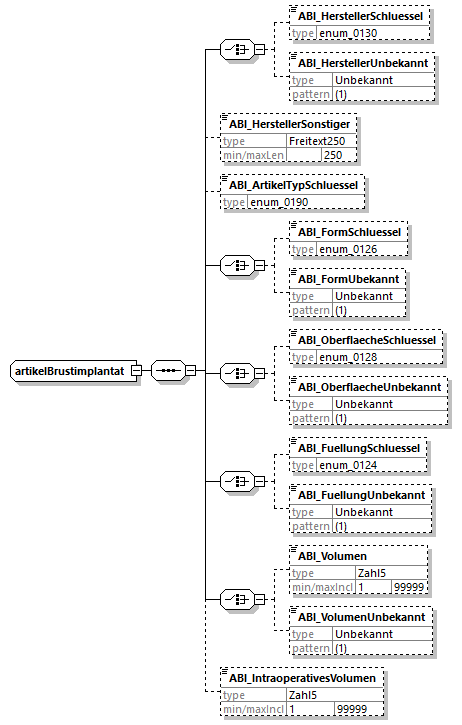 ABI_HerstellerSchluessel
type enum_0130
ABI_HerstellerUnbekannt
type Unbekannt
pattern (1)
ABI_HerstellerSonstiger
type Freitext250
min/maxLen 250
ABI_ArtikelTypSchluessel
type enum_0190
ABI_FormSchluessel
type enum_0126
ABI_FormUbekannt
type Unbekannt
pattern (1)
ABI_OberflaecheSchluessel
type enum_0128
artikelBrustimplantat
ABI_OberflaecheUnbekannt
type Unbekannt
pattern (1)
ABI_FuellungSchluessel
type enum_0124
ABI_FuellungUnbekannt
type Unbekannt
pattern (1)
ABI_Volumen
type Zahl5
min/maxIncl 1 99999
ABI_VolumenUnbekannt
type Unbekannt
pattern (1)
ABI_IntraoperativesVolumen
type Zahl5
min/maxIncl 1 99999